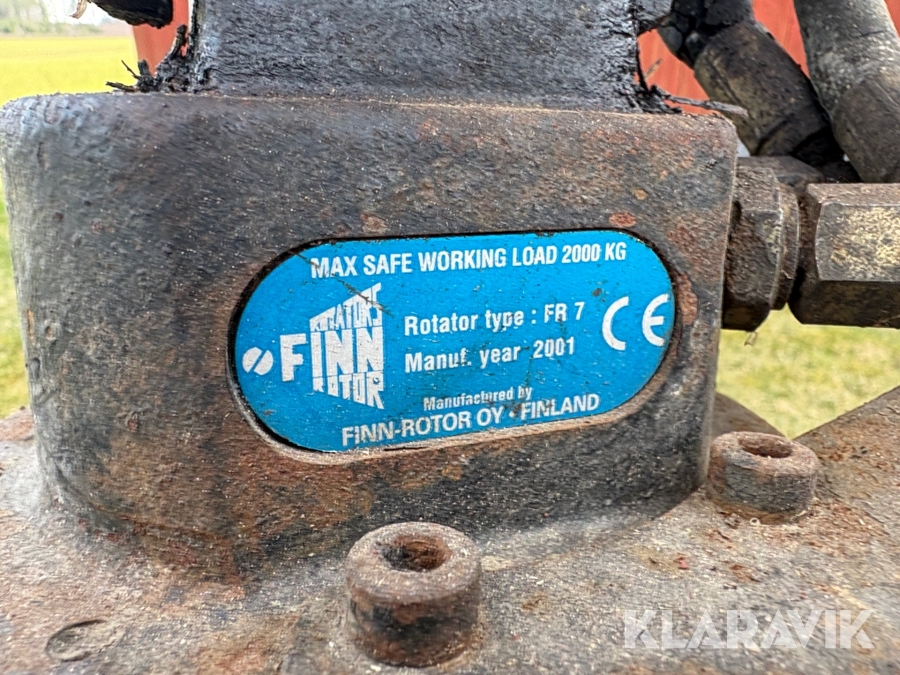 MAX SAFE WORKING LOAD 2000 KG
ROTATORS
FINN
ROTOR
Rotator type : FR 7
Manuf. year 2001
CE
Manufactured by
FINN-ROTOR OY • FINLAND
KLARAVIK